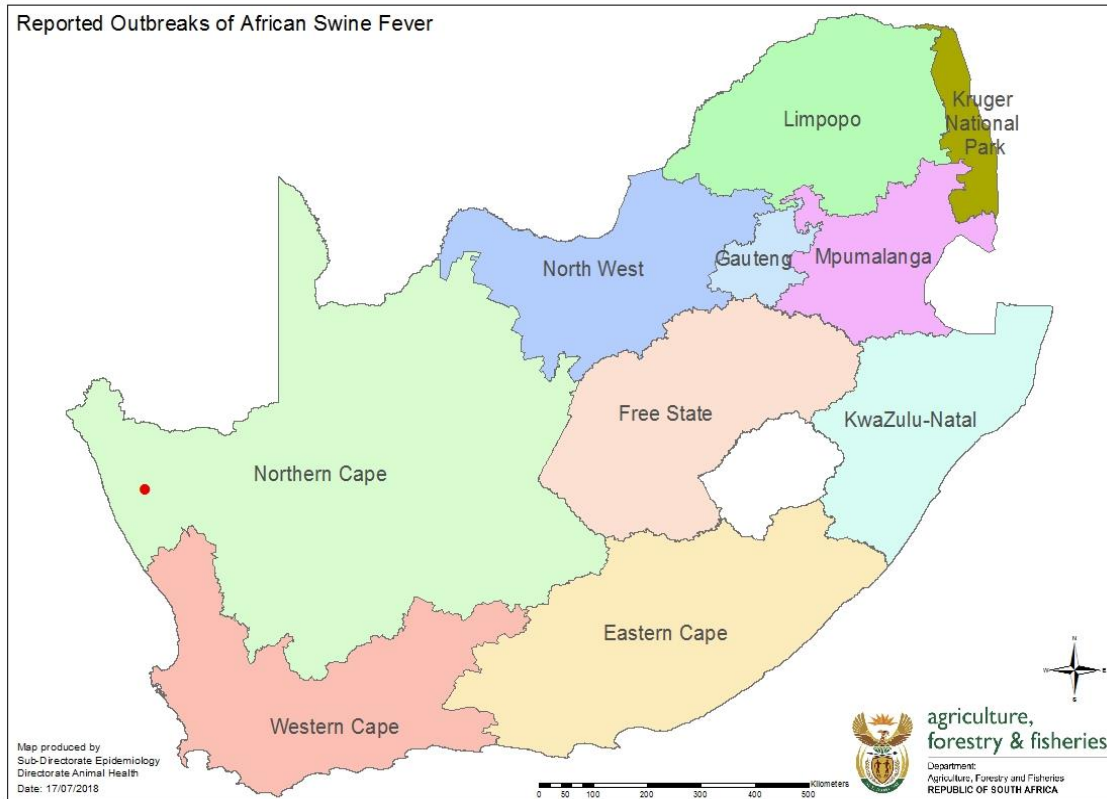 Reported Outbreaks of African Swine Fever
Limpopo
Kruger
National
Park
North West
Gauteng
Mpumalanga
Free State
KwaZulu-Natal
Northern Cape
Eastern Cape
Western Cape
N
W
E
S
Map produced by
Sub-Directorate Epidemiology
Directorate Animal Health
Date: 17/07/2018
Kilometers
0 50 100 200 300 400 500
agriculture,
forestry & fisheries
Department:
Agriculture, Forestry and Fisheries
REPUBLIC OF SOUTH AFRICA